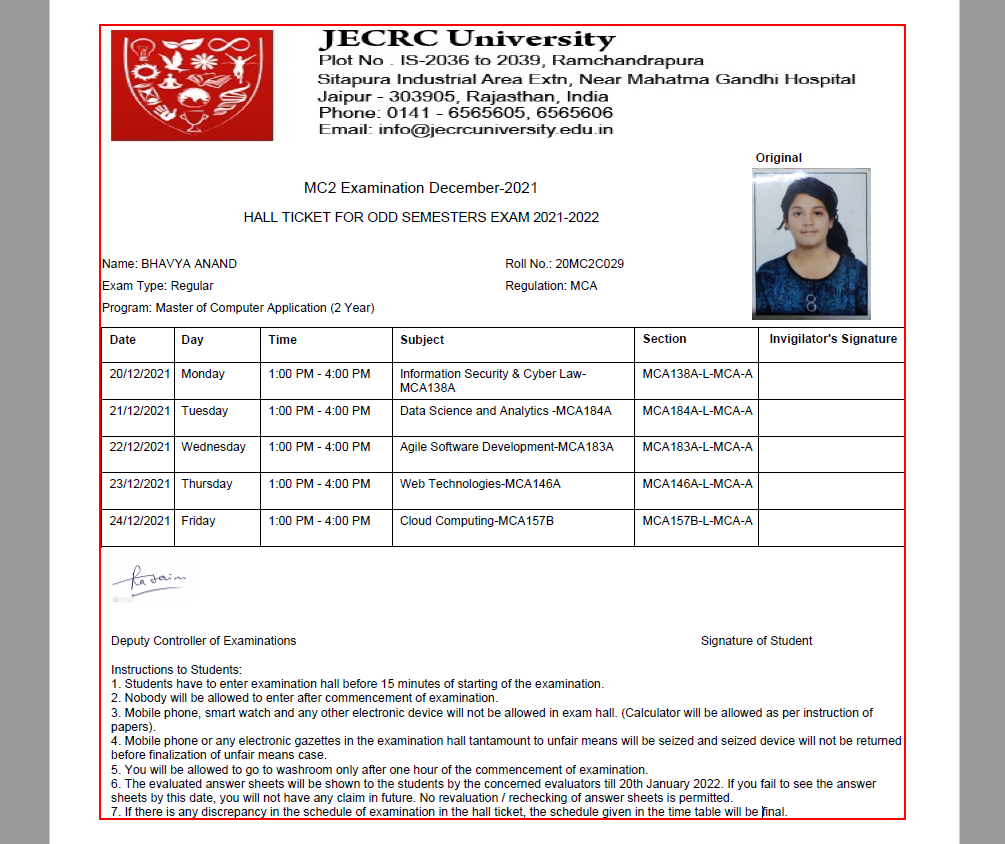 JECRC University
Plot No . IS-2036 to 2039, Ramchandrapura
Sitapura Industrial Area Extn, Near Mahatma Gandhi Hospital
Jaipur - 303905, Rajasthan, India
Phone: 0141 - 6565605, 6565606
Email: info@jecrcuniversity.edu.in
Original
MC2 Examination December-2021
HALL TICKET FOR ODD SEMESTERS EXAM 2021-2022
Name: BHAVYA ANAND Roll No.: 20MC2C029
Exam Type: Regular Regulation: MCA
Program: Master of Computer Application (2 Year)
Date Day Time Subject Section Invigilator's Signature
20/12/2021 Monday 1:00 PM - 4:00 PM Information Security & Cyber Law- MCA138A-L-MCA-A
MCA138A
21/12/2021 Tuesday 1:00 PM - 4:00 PM Data Science and Analytics -MCA184A MCA184A-L-MCA-A
22/12/2021 Wednesday 1:00 PM - 4:00 PM Agile Software Development-MCA183A MCA183A-L-MCA-A
23/12/2021 Thursday 1:00 PM - 4:00 PM Web Technologies-MCA146A MCA146A-L-MCA-A
24/12/2021 Friday 1:00 PM - 4:00 PM Cloud Computing-MCA157B MCA157B-L-MCA-A
Deputy Controller of Examinations Signature of Student
Instructions to Students:
1. Students have to enter examination hall before 15 minutes of starting of the examination.
2. Nobody will be allowed to enter after commencement of examination.
3. Mobile phone, smart watch and any other electronic device will not be allowed in exam hall. (Calculator will be allowed as per instruction of
papers).
4. Mobile phone or any electronic gazettes in the examination hall tantamount to unfair means will be seized and seized device will not be returned
before finalization of unfair means case.
5. You will be allowed to go to washroom only after one hour of the commencement of examination.
6. The evaluated answer sheets will be shown to the students by the concerned evaluators till 20th January 2022. If you fail to see the answer
sheets by this date, you will not have any claim in future. No revaluation / rechecking of answer sheets is permitted.
7. If there is any discrepancy in the schedule of examination in the hall ticket, the schedule given in the time table will be final.